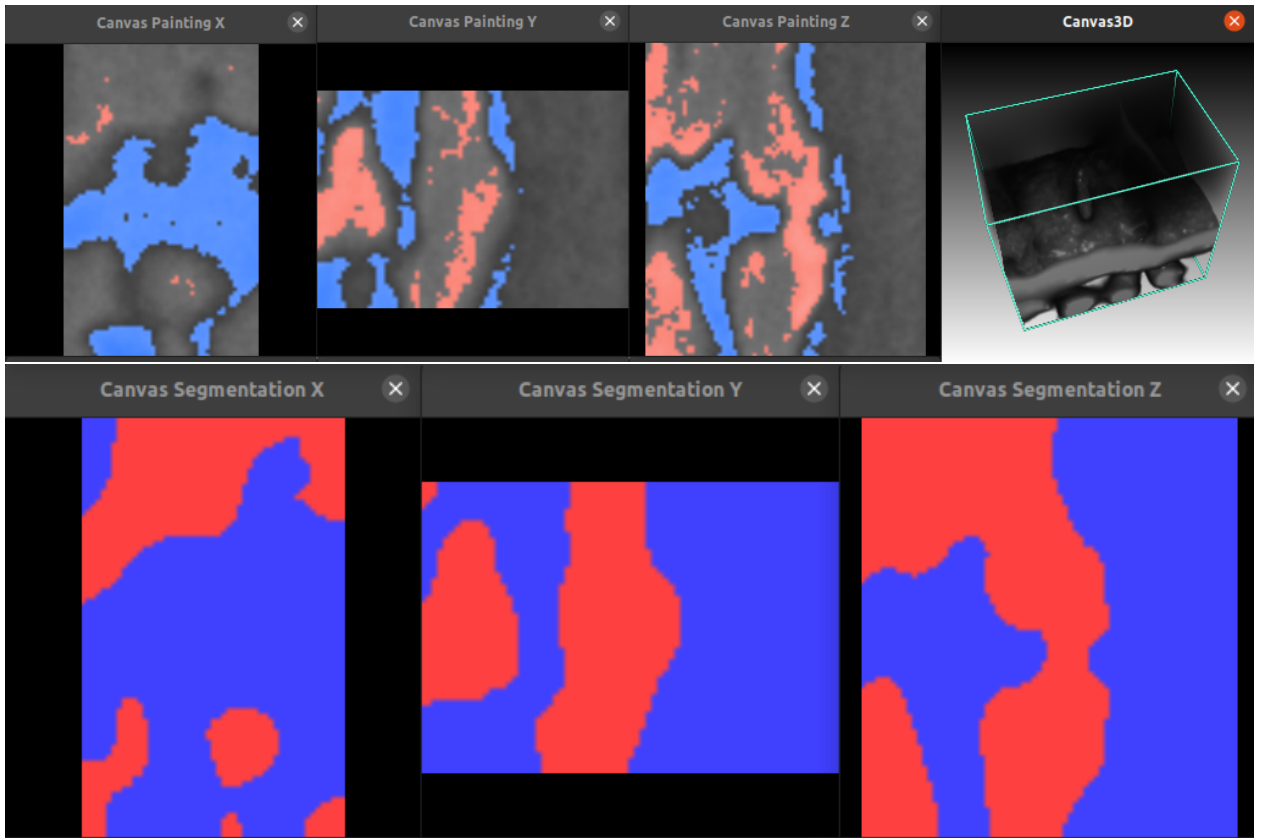 Canvas Painting X
Canvas Painting Y
Canvas Painting Z
Canvas3D
Canvas Segmentation X
Canvas Segmentation Y
Canvas Segmentation Z